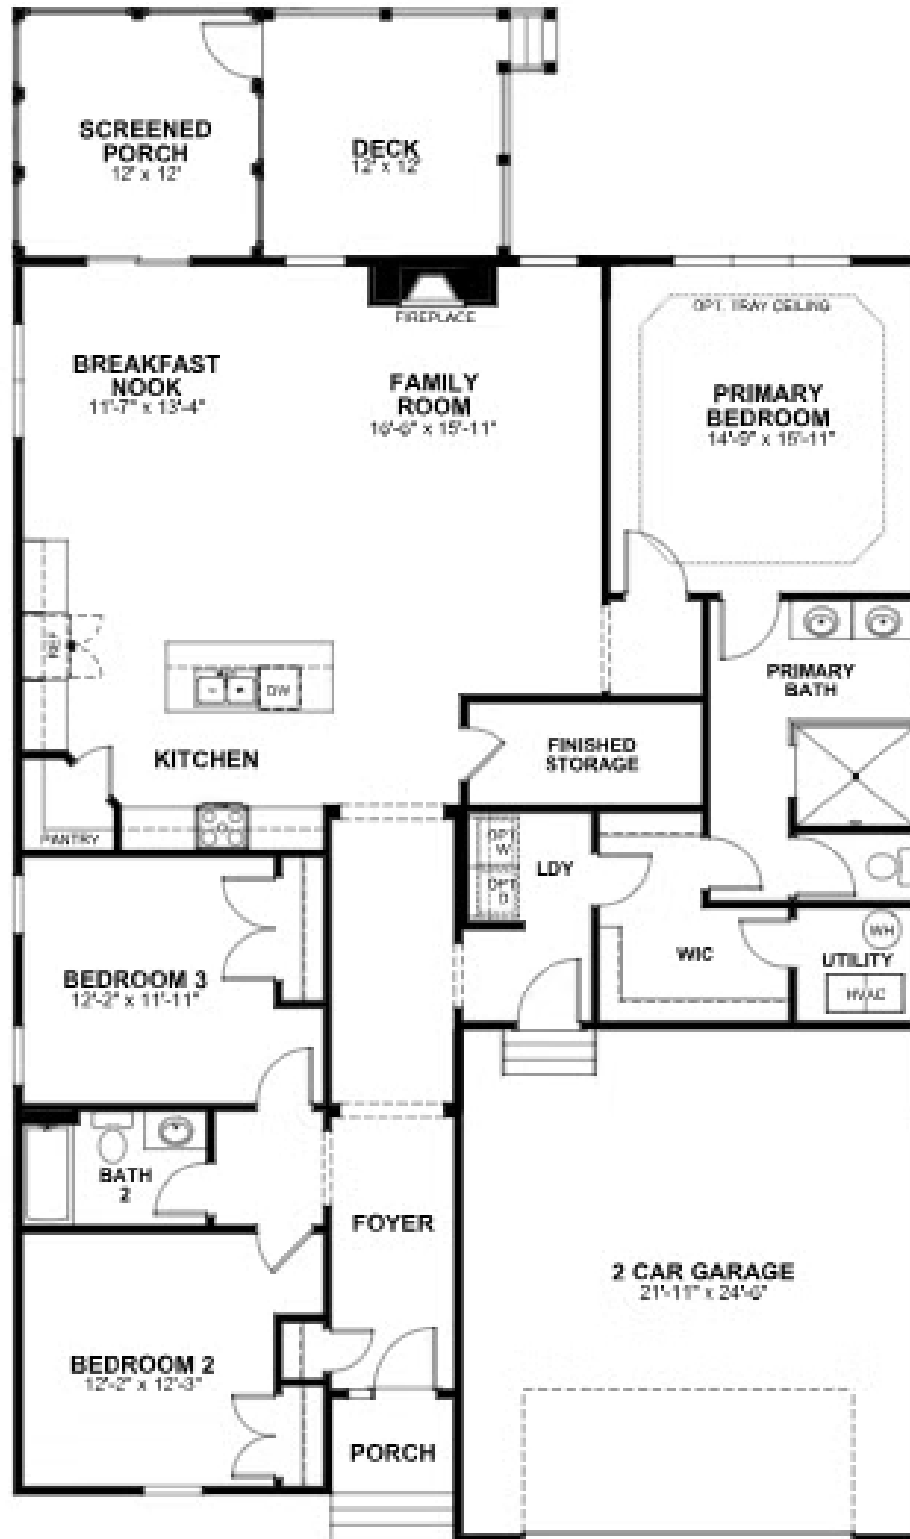 SCREENED
PORCH
12' x 12'
DECK
12' x 12'
FIREPLACE
OPT. TRAY CEILING
BREAKFAST
NOOK
11'-7" x 13'-4"
FAMILY
ROOM
16'-6" x 15'-11"
PRIMARY
BEDROOM
14'-9" x 15'-11"
REF
DW
PRIMARY
BATH
KITCHEN
FINISHED
STORAGE
PANTRY
OPT
W
OPT
D
LDY
BEDROOM 3
12'-2" x 11'-11"
WIC
WH
UTILITY
HVAC
BATH
2
FOYER
2 CAR GARAGE
21'-11" x 24'-6"
BEDROOM 2
12'-2" x 12'-3"
PORCH